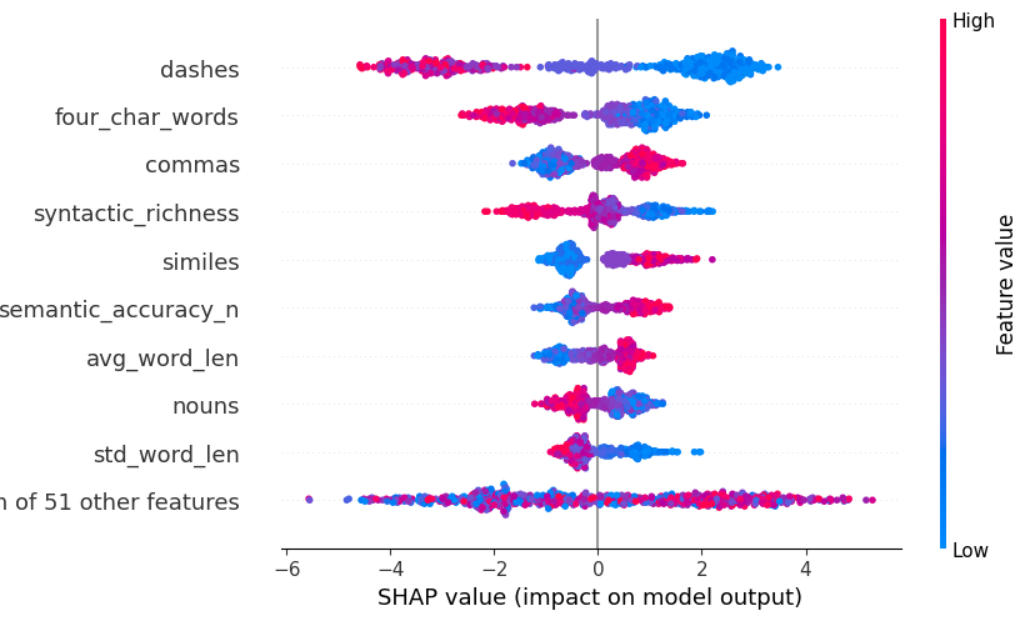 High
dashes
four_char_words
commas
syntactic_richness
similes
semantic_accuracy_n
avg_word_len
nouns
std_word_len
of 51 other features
Feature value
Low
−6 −4 −2 0 2 4
SHAP value (impact on model output)